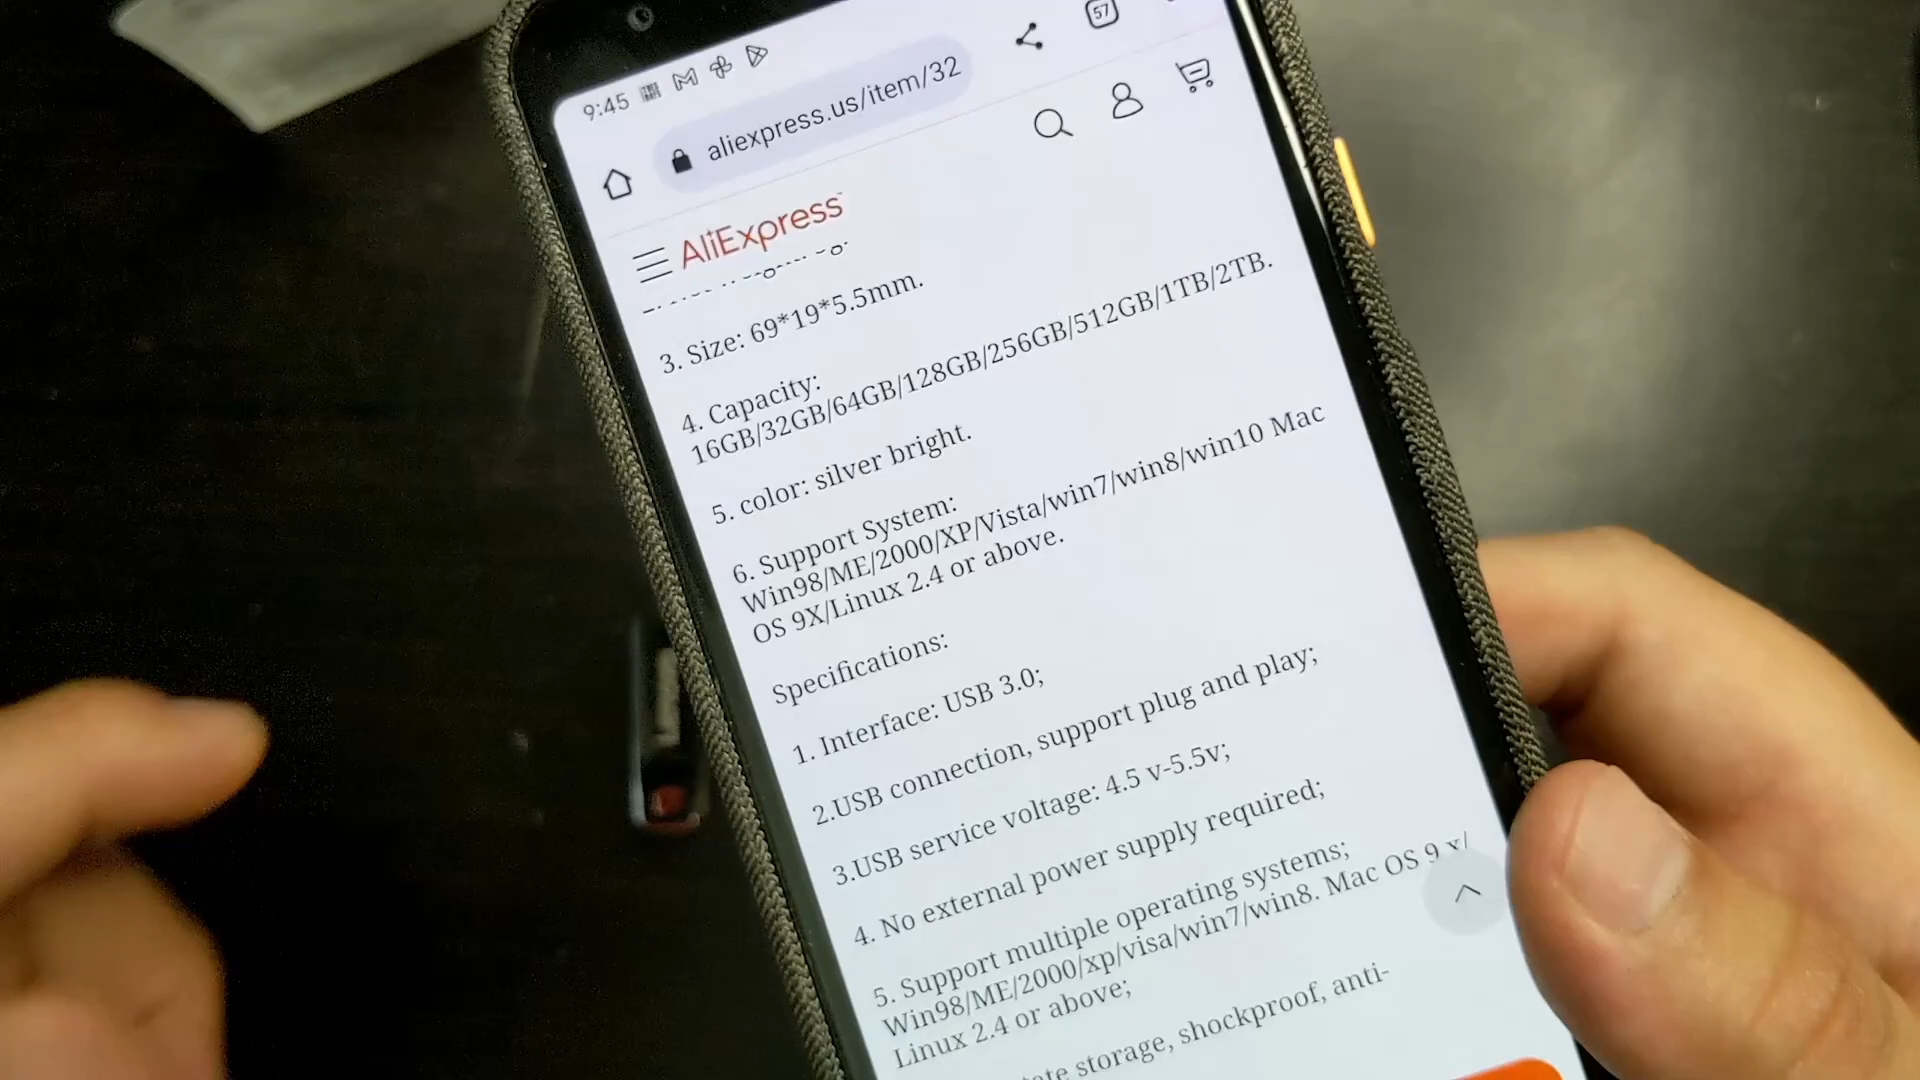 9:45
57
aliexpress.us/item/32
AliExpress
3. Size: 69*19*5.5mm.
4. Capacity:
16GB/32GB/64GB/128GB/256GB/512GB/1TB/2TB.
5. color: silver bright.
6. Support System:
Win98/ME/2000/XP/Vista/win7/win8/win10 Mac
OS 9X/Linux 2.4 or above.
Specifications:
1. Interface: USB 3.0;
2.USB connection, support plug and play;
3.USB service voltage: 4.5 v-5.5v;
4. No external power supply required;
5. Support multiple operating systems;
Win98/ME/2000/xp/visa/win7/win8. Mac OS 9 x/
Linux 2.4 or above;
storage, shockproof, anti-